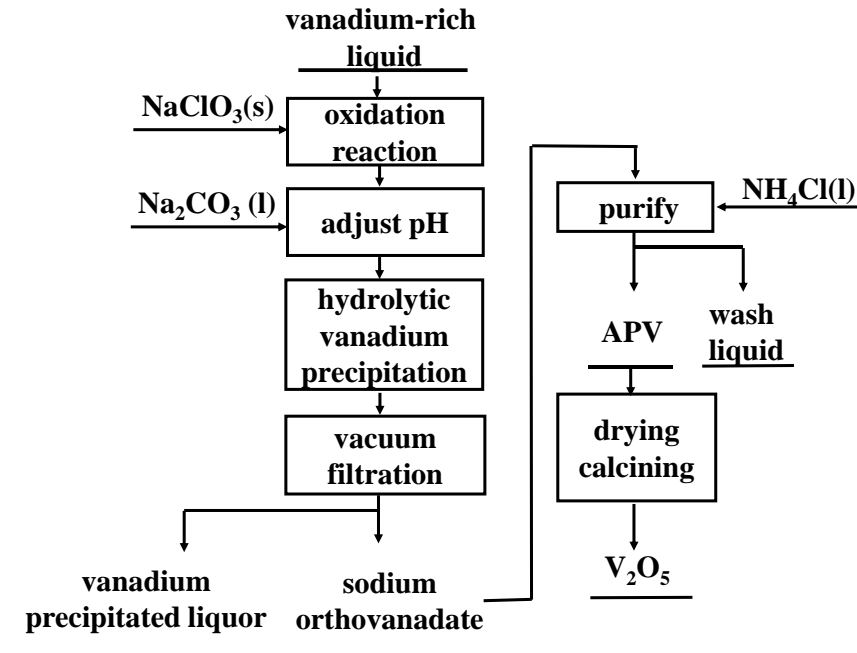 vanadium-rich
liquid
NaClO₃(s)
oxidation
reaction
Na₂CO₃ (l)
adjust pH
hydrolytic
vanadium
precipitation
vacuum
filtration
vanadium
precipitated liquor
sodium
orthovanadate
purify
NH₄Cl(l)
APV
wash
liquid
drying
calcining
V₂O₅